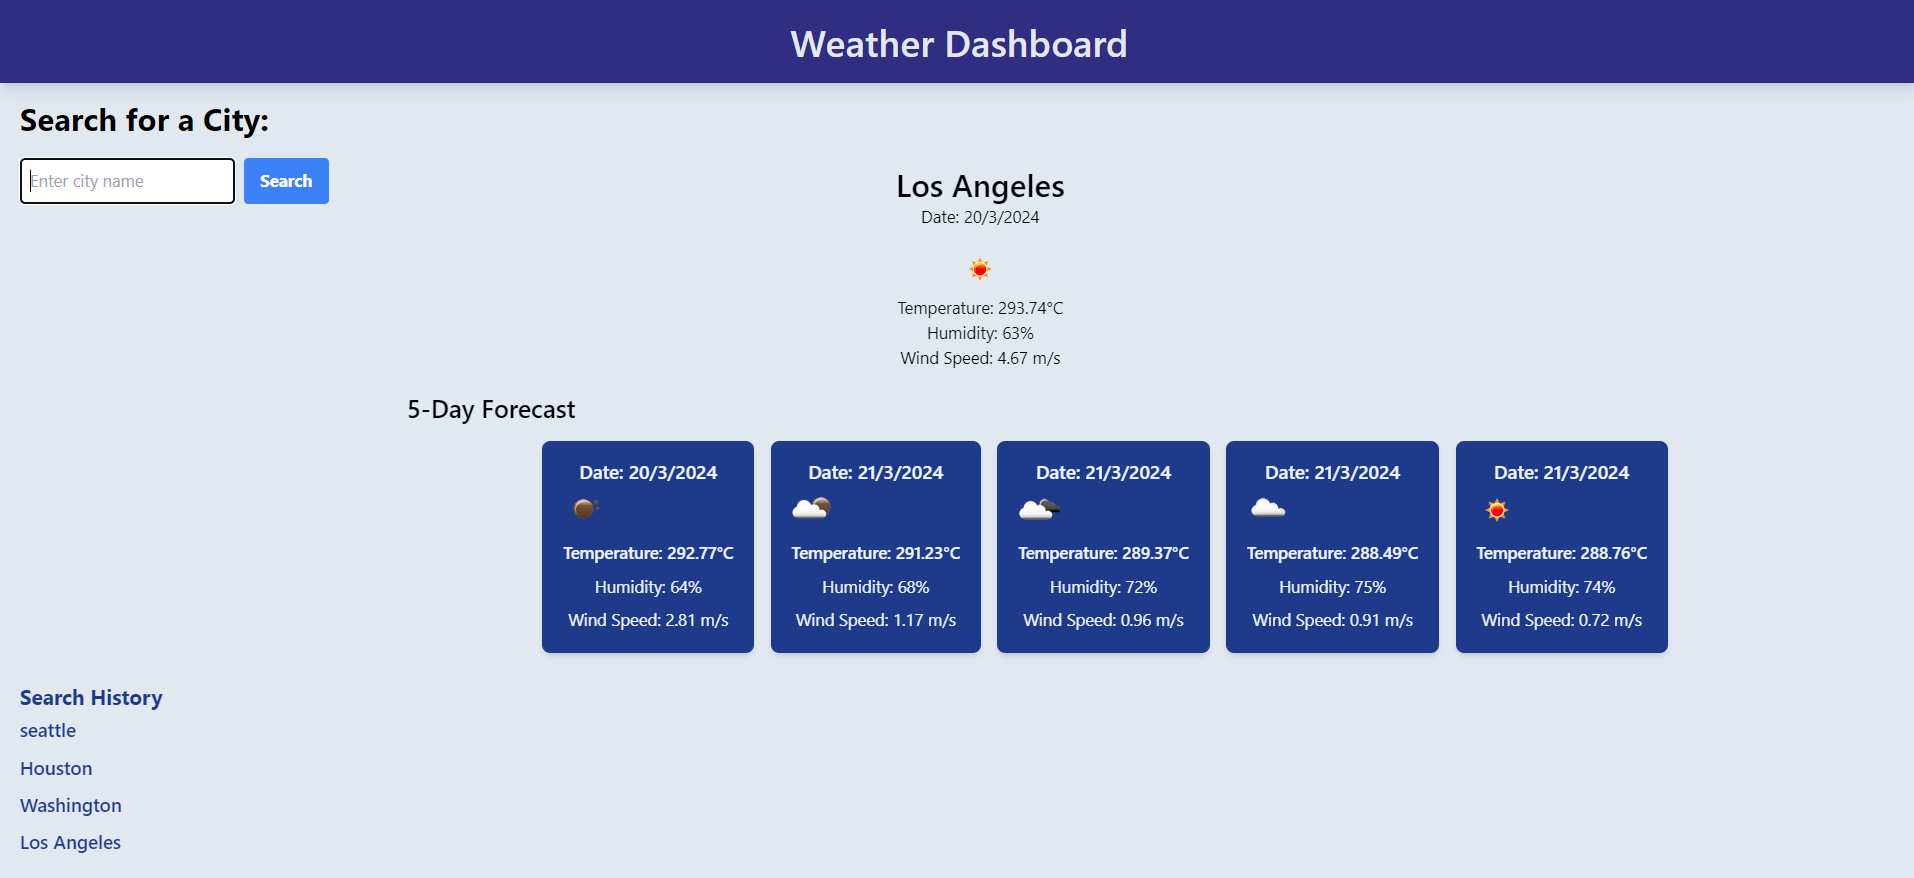 Weather Dashboard
Search for a City:
Enter city name
Search
Los Angeles
Date: 20/3/2024
Temperature: 293.74°C
Humidity: 63%
Wind Speed: 4.67 m/s
5-Day Forecast
Date: 20/3/2024
Temperature: 292.77°C
Humidity: 64%
Wind Speed: 2.81 m/s
Date: 21/3/2024
Temperature: 291.23°C
Humidity: 68%
Wind Speed: 1.17 m/s
Date: 21/3/2024
Temperature: 289.37°C
Humidity: 72%
Wind Speed: 0.96 m/s
Date: 21/3/2024
Temperature: 288.49°C
Humidity: 75%
Wind Speed: 0.91 m/s
Date: 21/3/2024
Temperature: 288.76°C
Humidity: 74%
Wind Speed: 0.72 m/s
Search History
seattle
Houston
Washington
Los Angeles